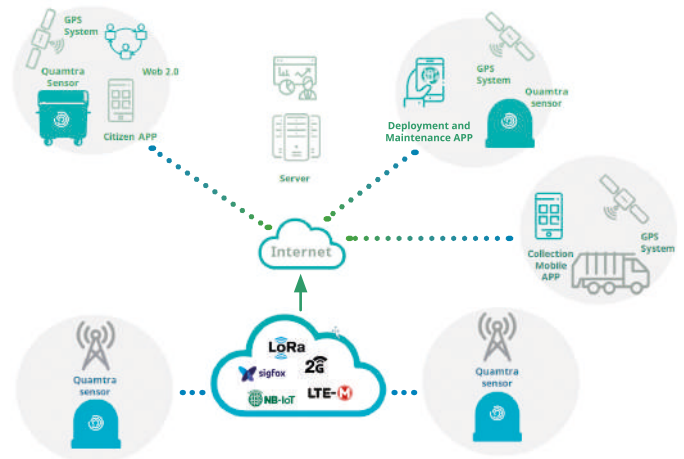 GPS
System
Quamtra
Sensor
Web 2.0
Citizen APP
Server
GPS
System
Quamtra
sensor
Deployment and
Maintenance APP
Internet
Collection
Mobile
APP
GPS
System
LoRa
sigfox
2G
NB-IoT
LTE-M
Quamtra
sensor
Quamtra
sensor